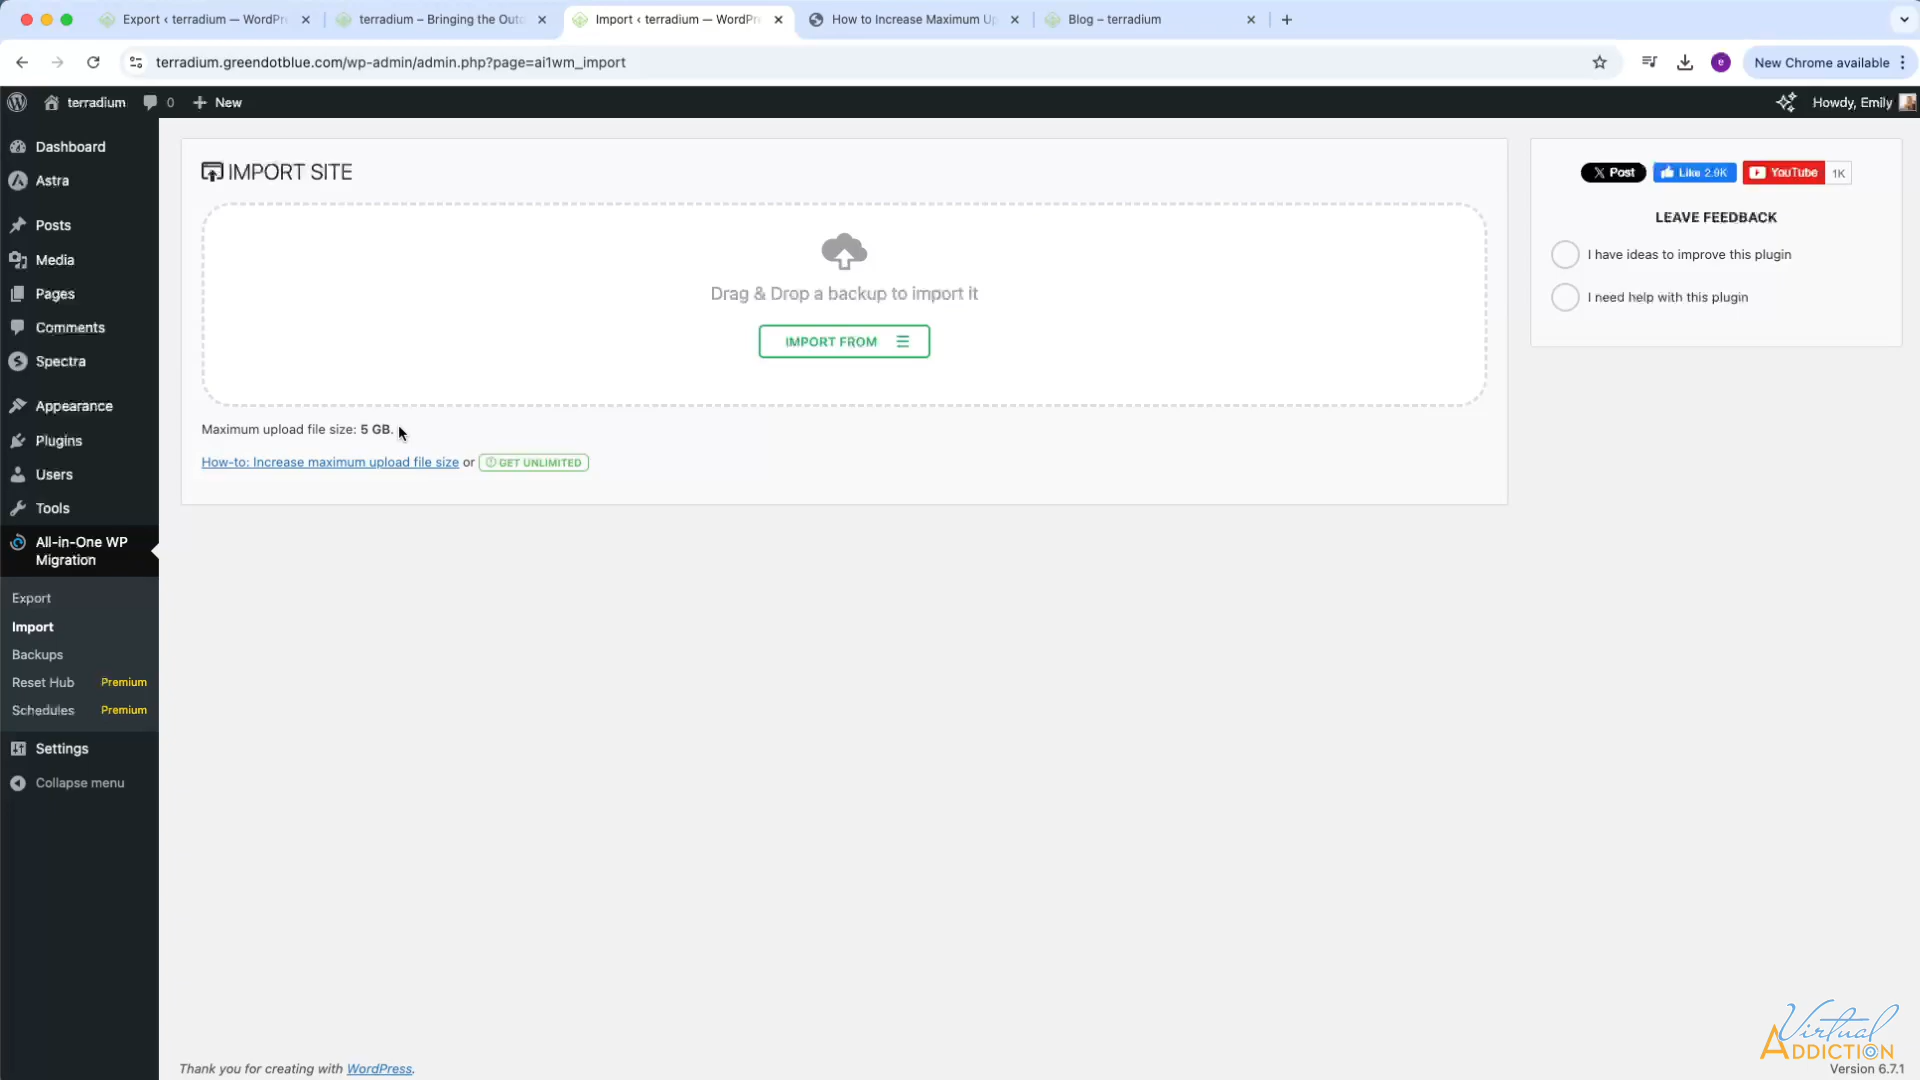 Export ‹ terradium — WordPre
terradium – Bringing the Outd
Import ‹ terradium — WordPre
How to Increase Maximum Up
Blog – terradium
terradium.greendotblue.com/wp-admin/admin.php?page=ai1wm_import
e
New Chrome available
terradium
0
New
Howdy, Emily
Dashboard
Astra
Posts
Media
Pages
Comments
Spectra
Appearance
Plugins
Users
Tools
All-in-One WP
Migration
Export
Import
Backups
Reset Hub Premium
Schedules Premium
Settings
Collapse menu
IMPORT SITE
Drag & Drop a backup to import it
IMPORT FROM
Maximum upload file size: 5 GB.
How-to: Increase maximum upload file size or GET UNLIMITED
X Post
Like 2.9K
YouTube 1K
LEAVE FEEDBACK
I have ideas to improve this plugin
I need help with this plugin
Thank you for creating with WordPress.
Virtual
ADDICTION
Version 6.7.1